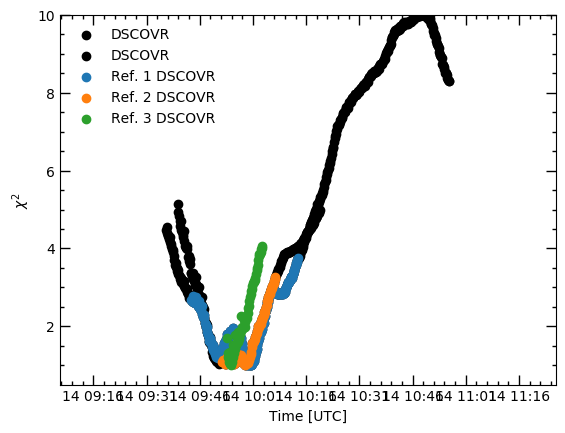 10
8
6
4
2
χ²
DSCOVR
DSCOVR
Ref. 1 DSCOVR
Ref. 2 DSCOVR
Ref. 3 DSCOVR
14 09:16 14 09:31 14 09:46 14 10:01 14 10:16 14 10:31 14 10:46 14 11:01 14 11:16
Time [UTC]